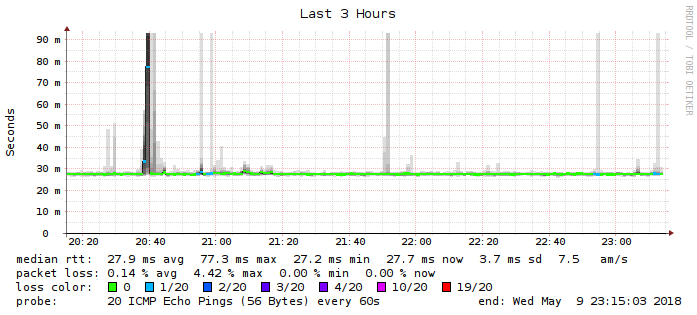 Last 3 Hours
RRDTOOL / TOBI OETIKER
Seconds
90 m
80 m
70 m
60 m
50 m
40 m
30 m
20 m
10 m
0
20:20 20:40 21:00 21:20 21:40 22:00 22:20 22:40 23:00
median rtt: 27.9 ms avg 77.3 ms max 27.2 ms min 27.7 ms now 3.7 ms sd 7.5 am/s
packet loss: 0.14 % avg 4.42 % max 0.00 % min 0.00 % now
loss color: 0 1/20 2/20 3/20 4/20 10/20 19/20
probe: 20 ICMP Echo Pings (56 Bytes) every 60s end: Wed May 9 23:15:03 2018